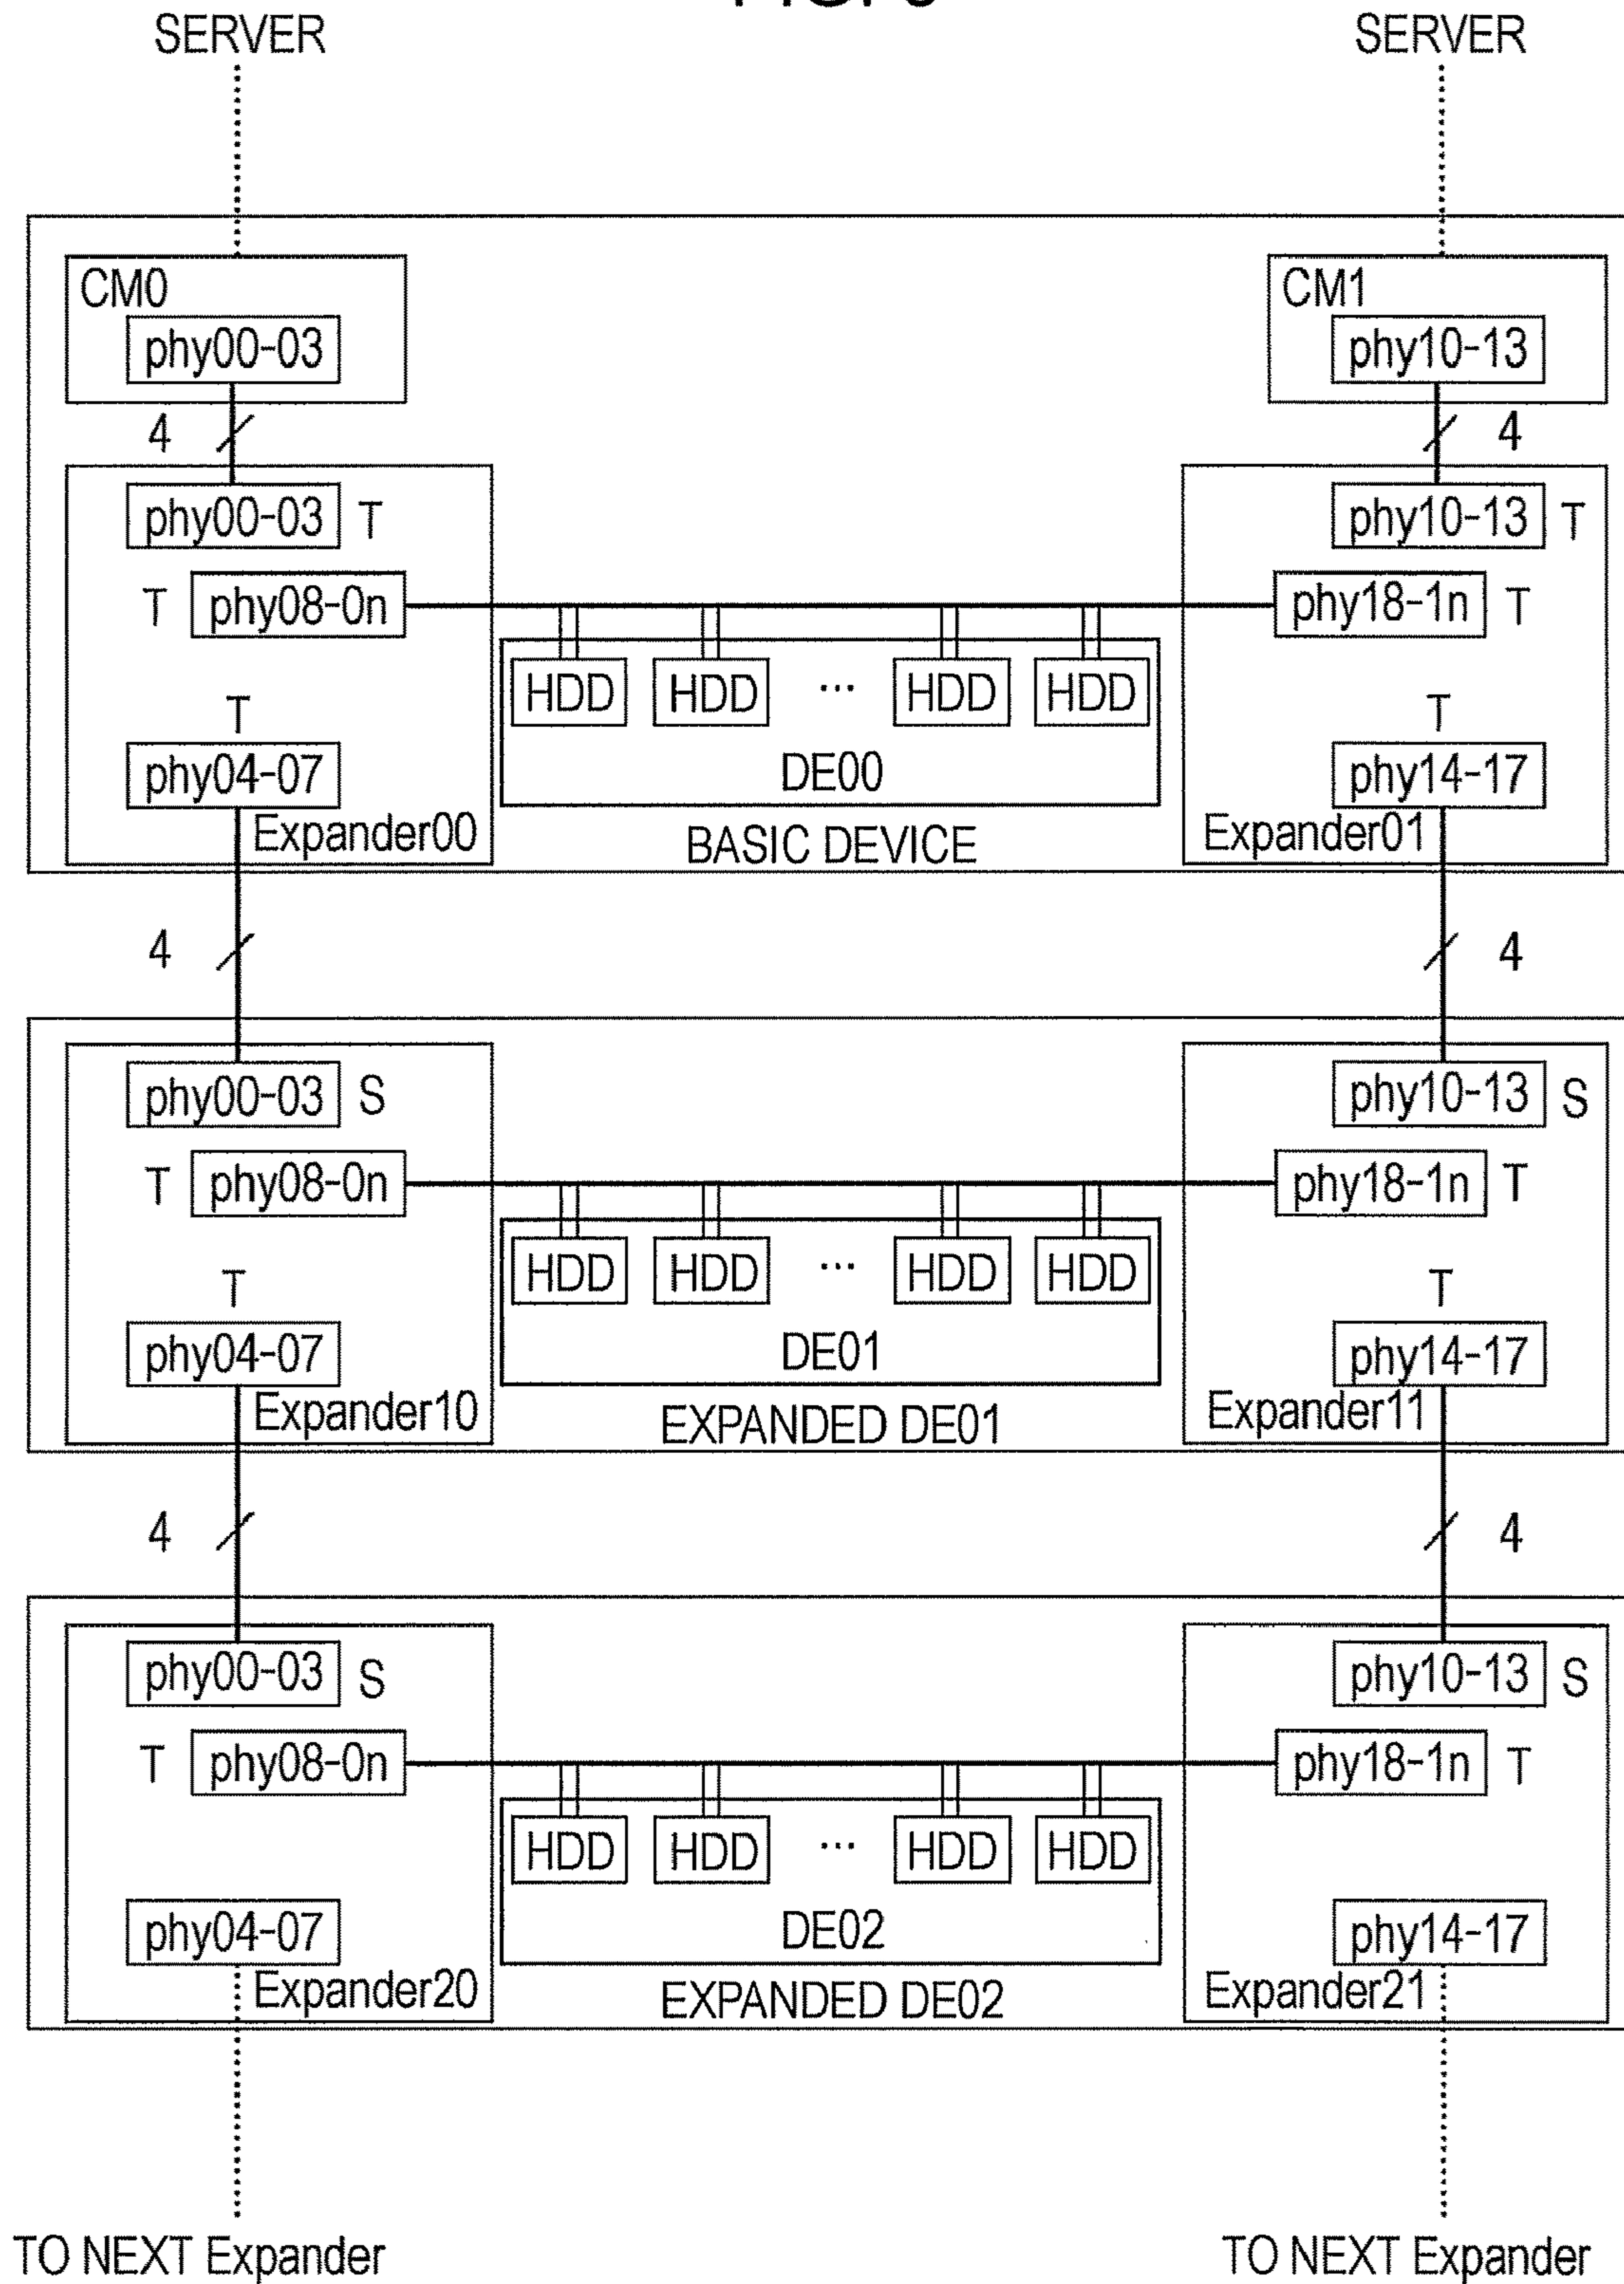 SERVER SERVER
CM0 CM1
phy00-03 phy10-13
4 4
phy00-03 T phy10-13 T
T phy08-0n phy18-1n T
HDD HDD ... HDD HDD
T T
phy04-07 DE00 phy14-17
Expander00 BASIC DEVICE Expander01
4 4
phy00-03 S phy10-13 S
T phy08-0n phy18-1n T
HDD HDD ... HDD HDD
T T
phy04-07 DE01 phy14-17
Expander10 EXPANDED DE01 Expander11
4 4
phy00-03 S phy10-13 S
T phy08-0n phy18-1n T
HDD HDD ... HDD HDD
phy04-07 DE02 phy14-17
Expander20 EXPANDED DE02 Expander21
TO NEXT Expander TO NEXT Expander